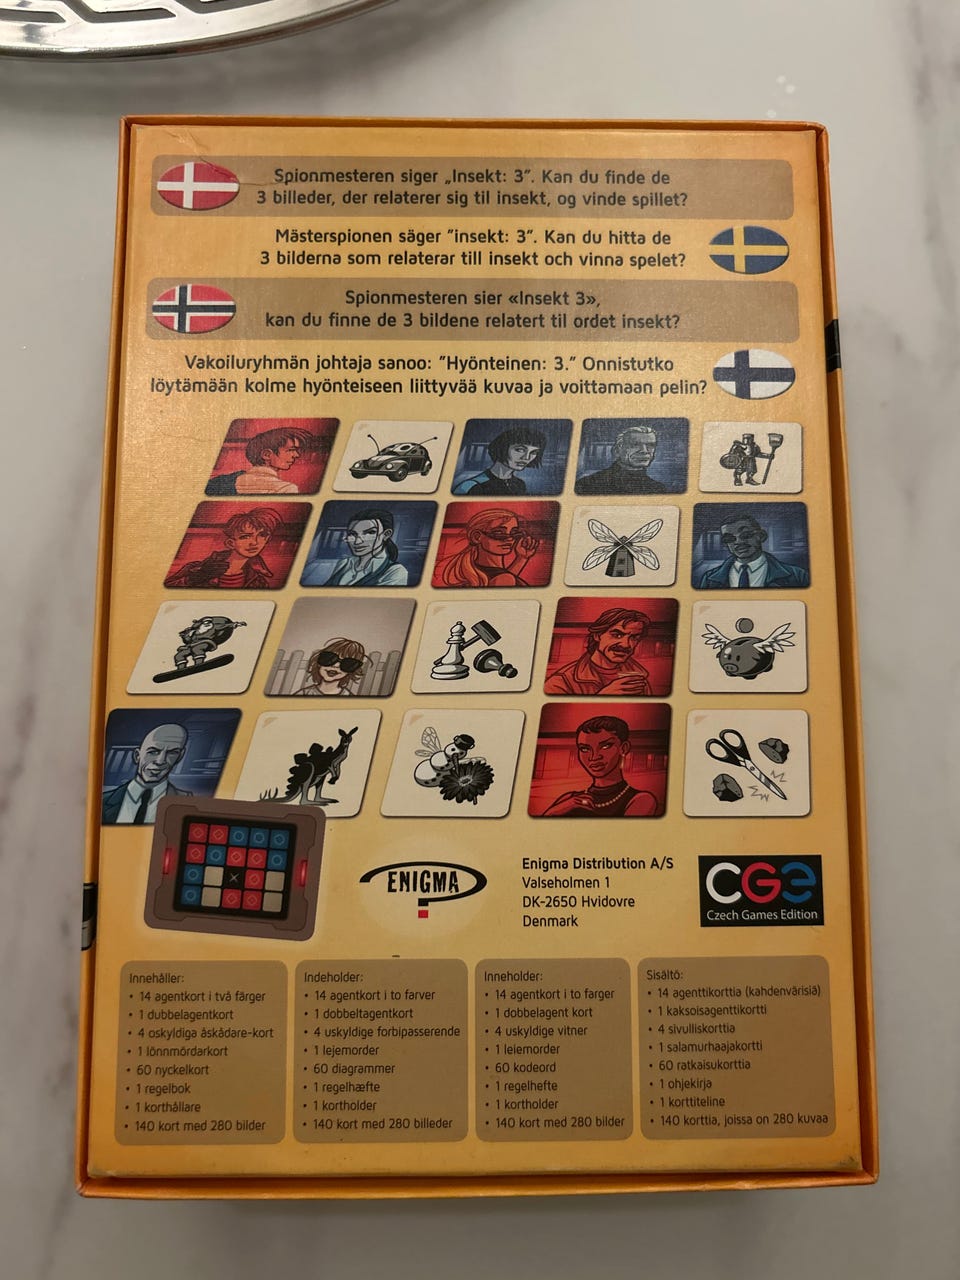 Spionmesteren siger „Insekt: 3”. Kan du finde de
3 billeder, der relaterer sig til insekt, og vinde spillet?
Mästerspionen säger ”insekt: 3”. Kan du hitta de
3 bilderna som relaterar till insekt och vinna spelet?
Spionmesteren sier «Insekt 3»,
kan du finne de 3 bildene relatert til ordet insekt?
Vakoiluryhmän johtaja sanoo: ”Hyönteinen: 3.” Onnistutko
löytämään kolme hyönteiseen liittyvää kuvaa ja voittamaan pelin?
ENIGMA
Enigma Distribution A/S
Valseholmen 1
DK-2650 Hvidovre
Denmark
CGE
Czech Games Edition
Innehåller:
• 14 agentkort i två färger
• 1 dubbelagentkort
• 4 oskyldiga åskådare-kort
• 1 lönnmördarkort
• 60 nyckelkort
• 1 regelbok
• 1 korthållare
• 140 kort med 280 bilder
Indeholder:
• 14 agentkort i to farver
• 1 dobbeltagentkort
• 4 uskyldige forbipasserende
• 1 lejemorder
• 60 diagrammer
• 1 regelhæfte
• 1 kortholder
• 140 kort med 280 billeder
Inneholder:
• 14 agentkort i to farger
• 1 dobbelagent kort
• 4 uskyldige vitner
• 1 leiemorder
• 60 kodeord
• 1 regelhefte
• 1 kortholder
• 140 kort med 280 bilder
Sisältö:
• 14 agenttikorttia (kahdenvärisiä)
• 1 kaksoisagenttikortti
• 4 sivulliskorttia
• 1 salamurhaajakortti
• 60 ratkaisukorttia
• 1 ohjekirja
• 1 korttiteline
• 140 korttia, joissa on 280 kuvaa